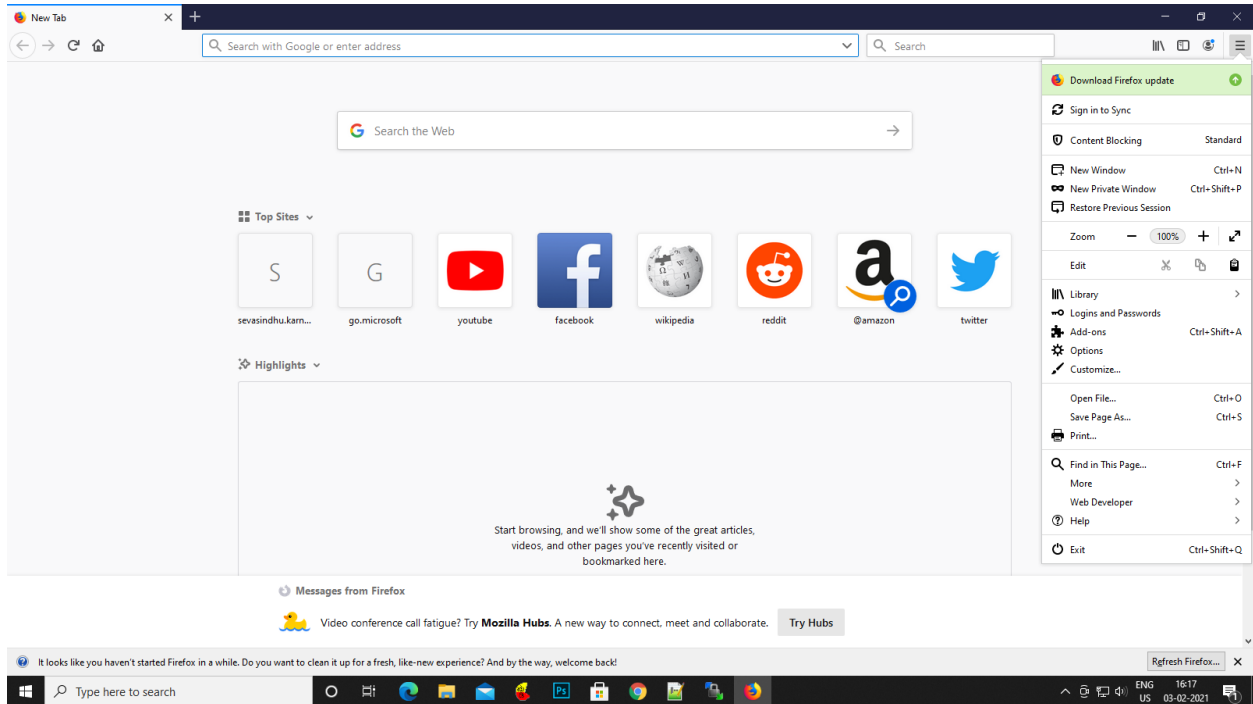 New Tab
Search with Google or enter address
Search
Download Firefox update
Sign in to Sync
Content Blocking Standard
New Window Ctrl+N
New Private Window Ctrl+Shift+P
Restore Previous Session
Zoom 100%
Edit
Library
Logins and Passwords
Add-ons Ctrl+Shift+A
Options
Customize...
Open File... Ctrl+O
Save Page As... Ctrl+S
Print...
Find in This Page... Ctrl+F
More
Web Developer
Help
Exit Ctrl+Shift+Q
Search the Web
Top Sites
S
G
sevasindhu.karn...
go.microsoft
youtube
facebook
wikipedia
reddit
@amazon
twitter
Highlights
Start browsing, and we'll show some of the great articles,
videos, and other pages you've recently visited or
bookmarked here.
Messages from Firefox
Video conference call fatigue? Try Mozilla Hubs. A new way to connect, meet and collaborate.
Try Hubs
It looks like you haven't started Firefox in a while. Do you want to clean it up for a fresh, like-new experience? And by the way, welcome back!
Refresh Firefox...
Type here to search
Ps
ENG
US
16:17
03-02-2021
1